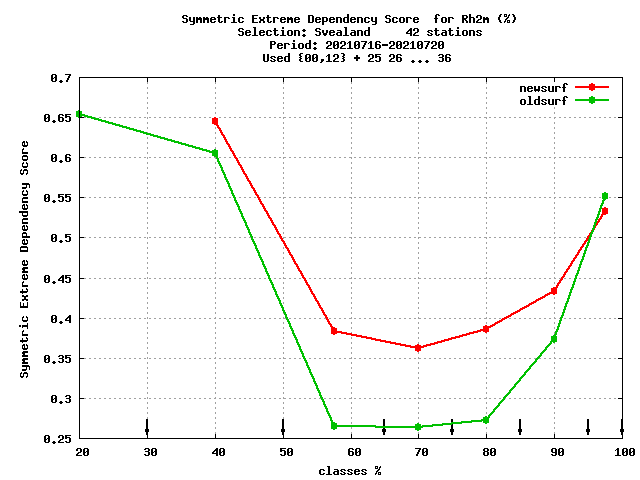 Symmetric Extreme Dependency Score  for Rh2m (%)
Selection: Svealand     42 stations
Period: 20210716-20210720
Used {00,12} + 25 26 ... 36
newsurf
oldsurf
Symmetric Extreme Dependency Score
0.7
0.65
0.6
0.55
0.5
0.45
0.4
0.35
0.3
0.25
20 30 40 50 60 70 80 90 100
classes %